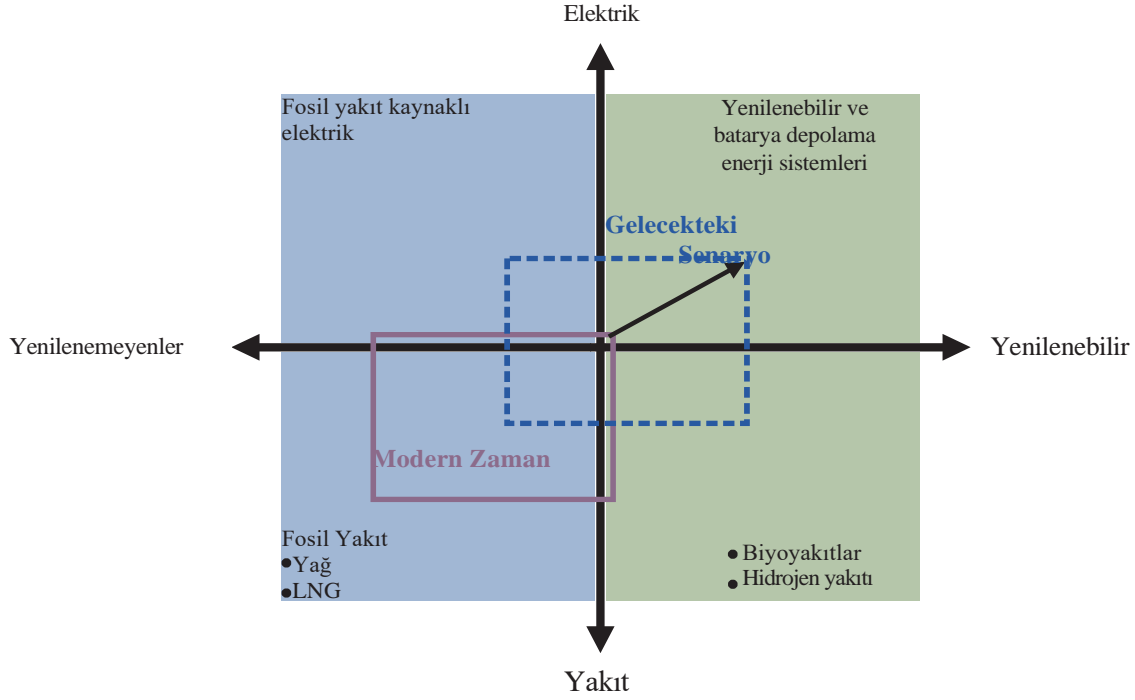 Elektrik
Fosil yakıt kaynaklı
elektrik
Yenilenebilir ve
batarya depolama
enerji sistemleri
Gelecekteki
Senaryo
Yenilenemeyenler
Yenilenebilir
Modern Zaman
Fosil Yakıt
•Yağ
•LNG
• Biyoyakıtlar
• Hidrojen yakıtı
Yakıt